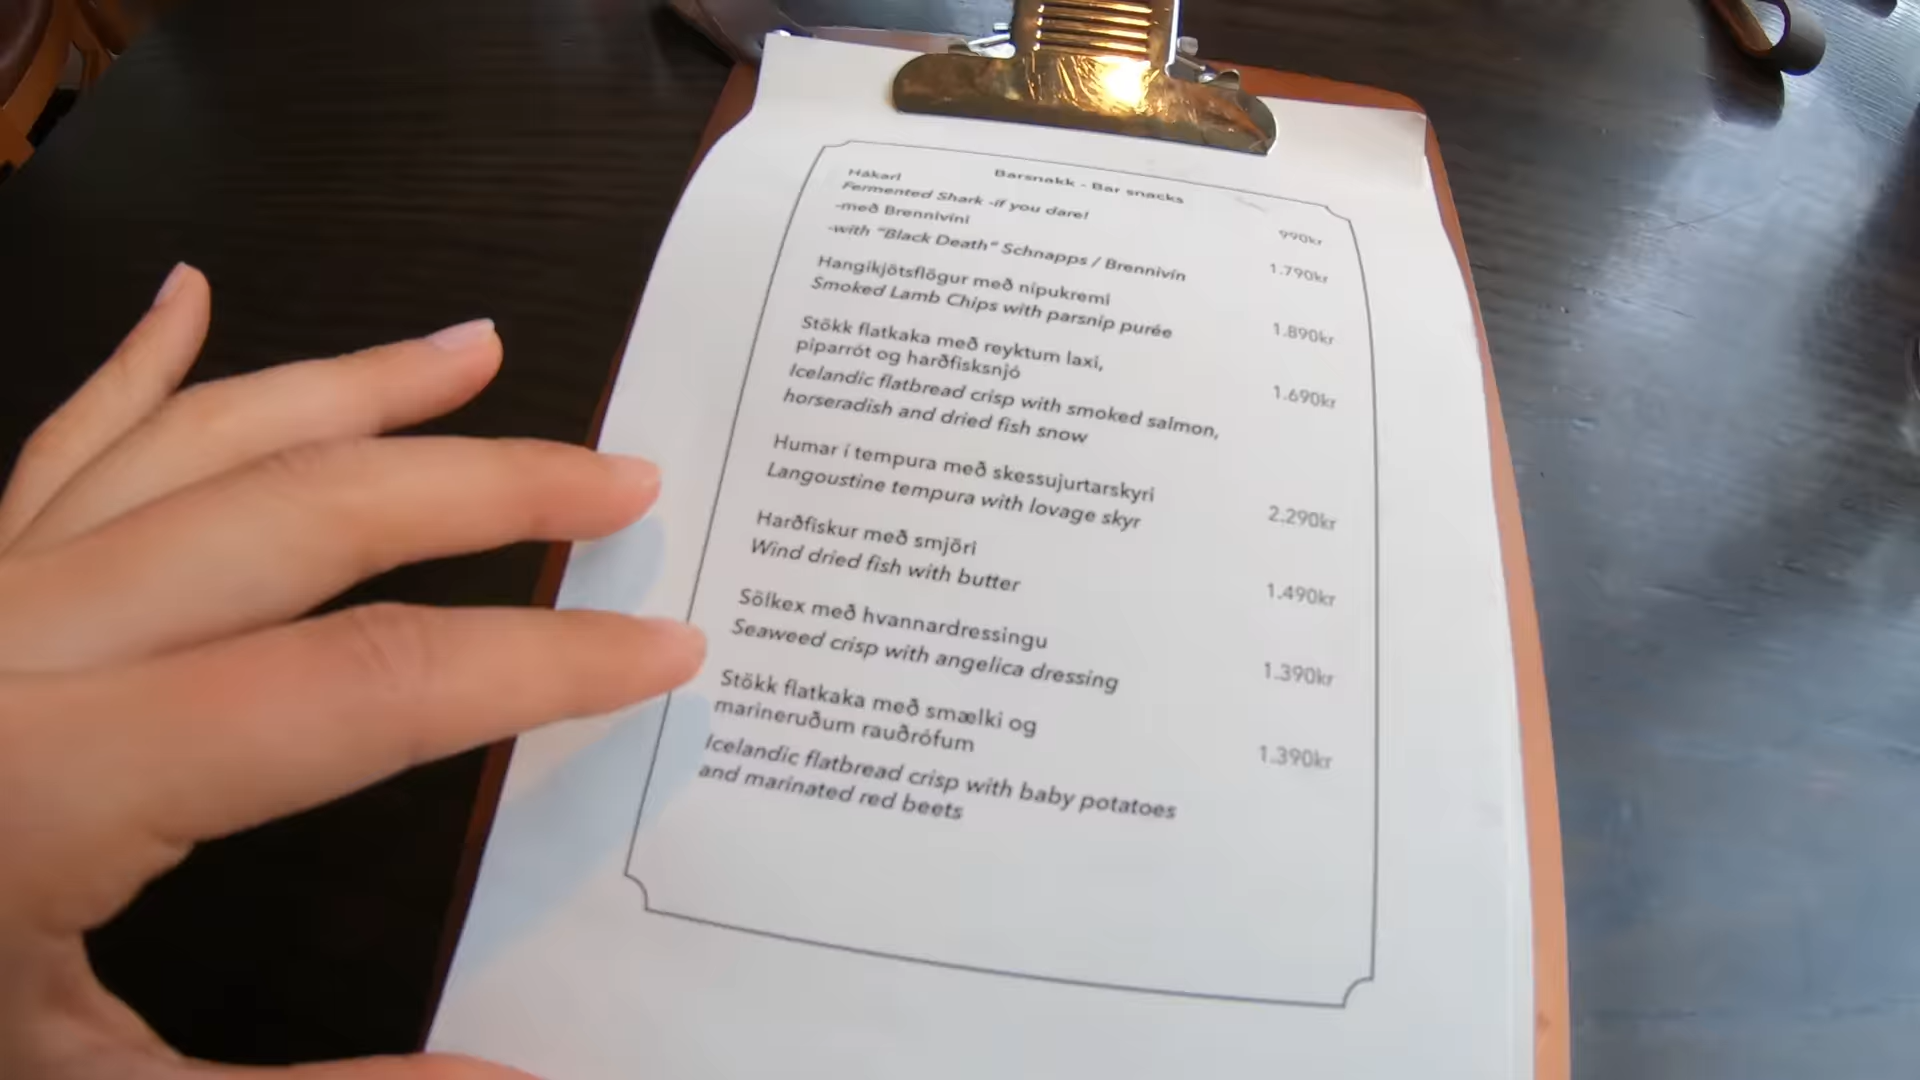 Barsnakk - Bar snacks
Hákarl
Fermented Shark -if you dare! 990kr
-með Brennivíni
-with "Black Death" Schnapps / Brennivín 1.790kr
Hangikjötsflögur með nípukremi
Smoked Lamb Chips with parsnip purée 1.890kr
Stökk flatkaka með reyktum laxi, 1.690kr
piparrót og harðfisksnjó
Icelandic flatbread crisp with smoked salmon,
horseradish and dried fish snow
Humar í tempura með skessujurtarskyri 2.290kr
Langoustine tempura with lovage skyr
Harðfiskur með smjöri 1.490kr
Wind dried fish with butter
Sölkex með hvannardressingu 1.390kr
Seaweed crisp with angelica dressing
Stökk flatkaka með smælki og 1.390kr
marineruðum rauðrófum
Icelandic flatbread crisp with baby potatoes
and marinated red beets